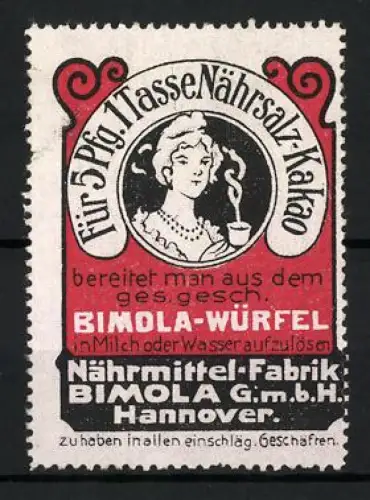 Für 5 Pfg. 1 Tasse Nährsalz-Kakao
bereitet man aus dem
ges. gesch.
BIMOLA-WÜRFEL
in Milch oder Wasser aufzulösen
Nährmittel-Fabrik
BIMOLA G.m.b.H.
Hannover.
zu haben in allen einschläg. Geschäften.